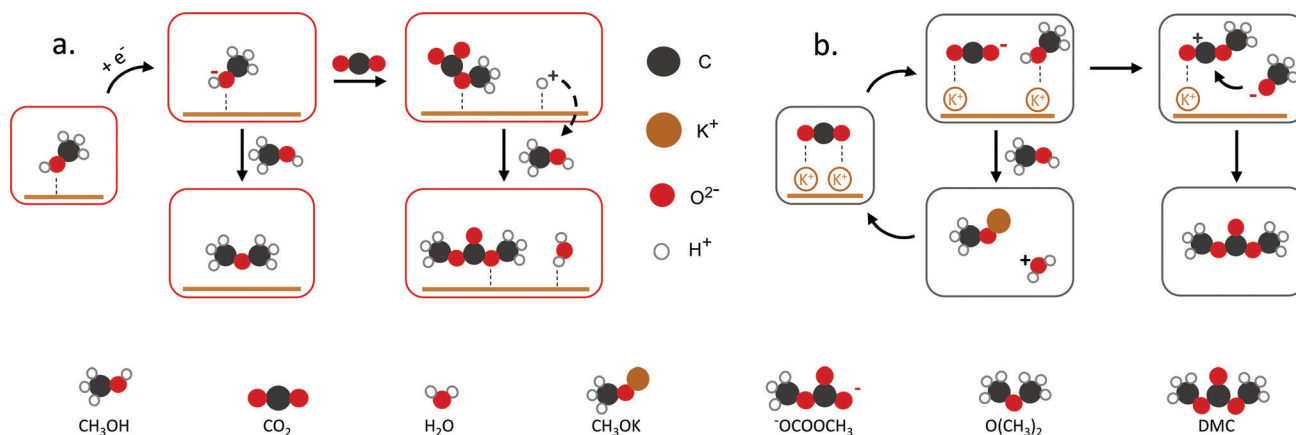 a.
+ e⁻
-
+
C
K⁺
O²⁻
H⁺
b.
K⁺ K⁺
-
K⁺ K⁺
+
+
-
K⁺
CH₃OH CO₂ H₂O CH₃OK ⁻OCOOCH₃ O(CH₃)₂ DMC
-